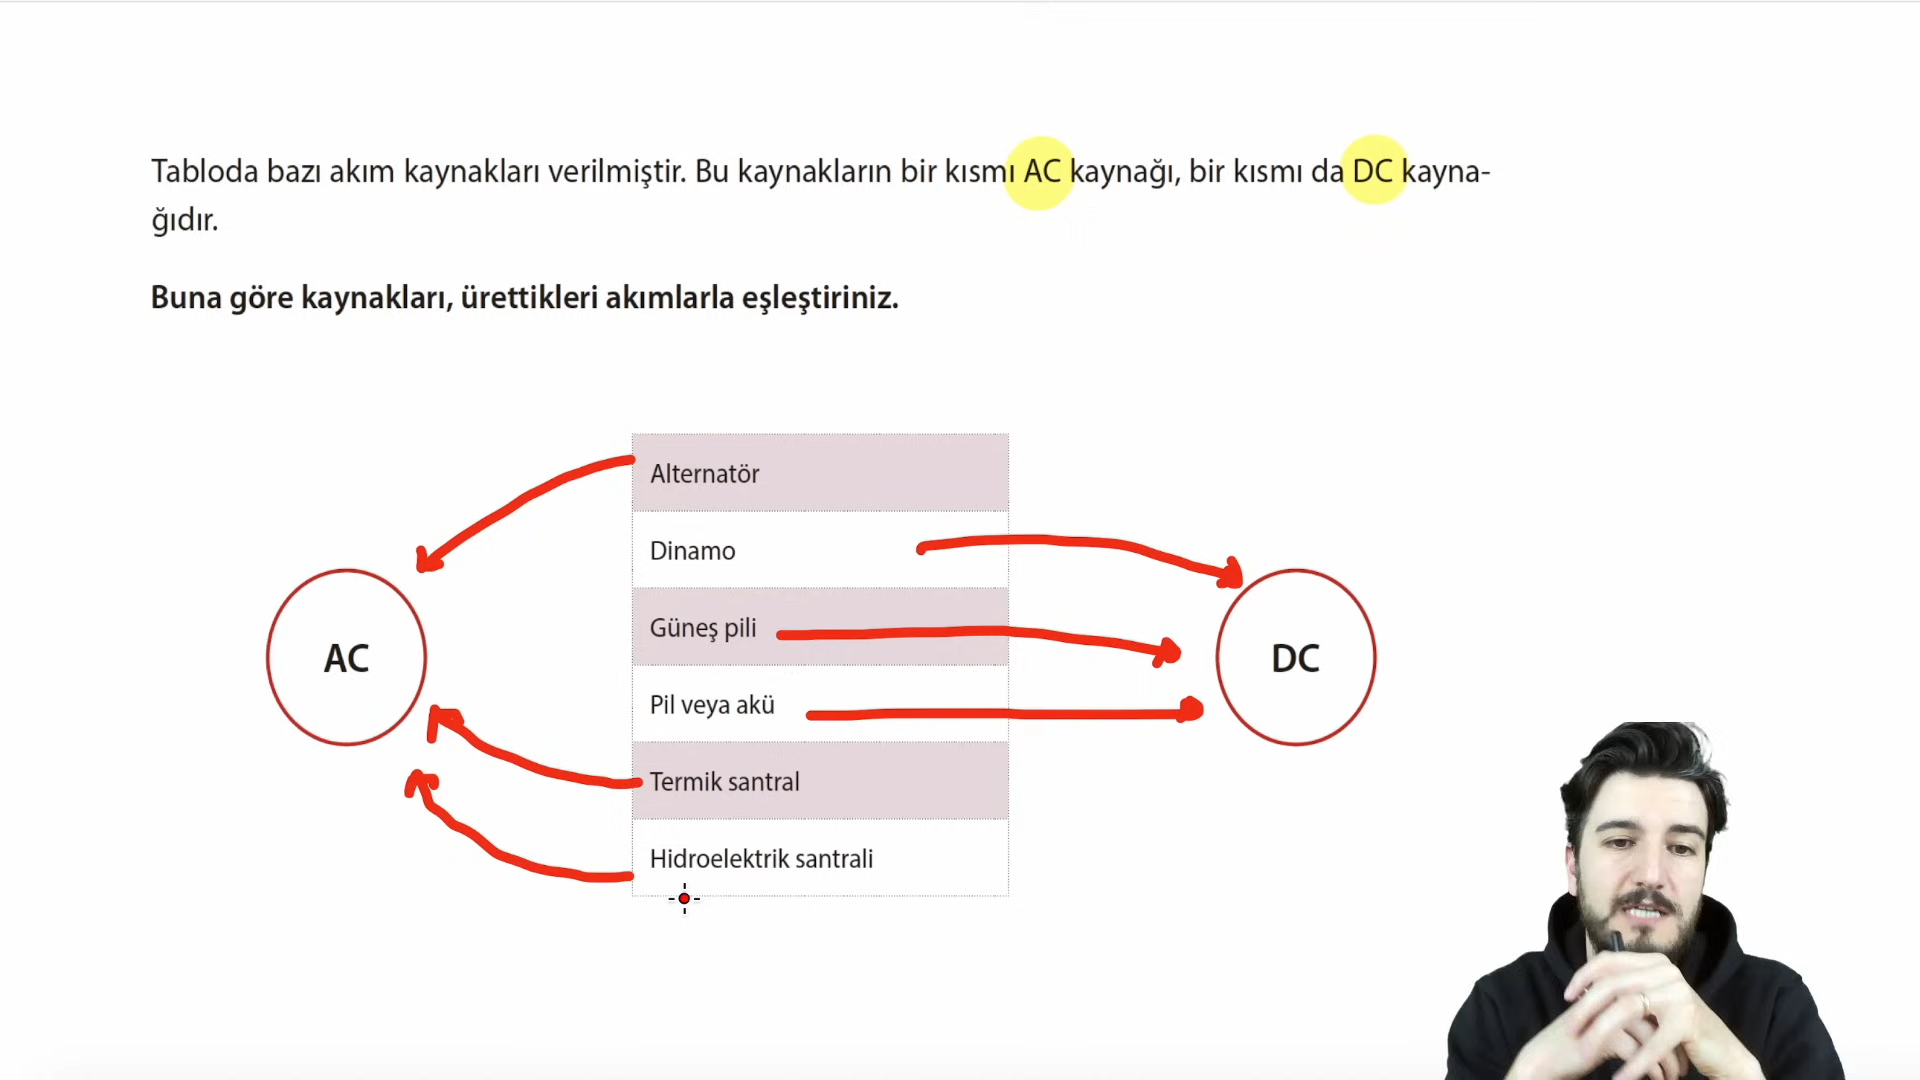 Tabloda bazı akım kaynakları verilmiştir. Bu kaynakların bir kısmı AC kaynağı, bir kısmı da DC kayna-
ğıdır.
Buna göre kaynakları, ürettikleri akımlarla eşleştiriniz.
Alternatör
Dinamo
Güneş pili
Pil veya akü
Termik santral
Hidroelektrik santrali
AC
DC